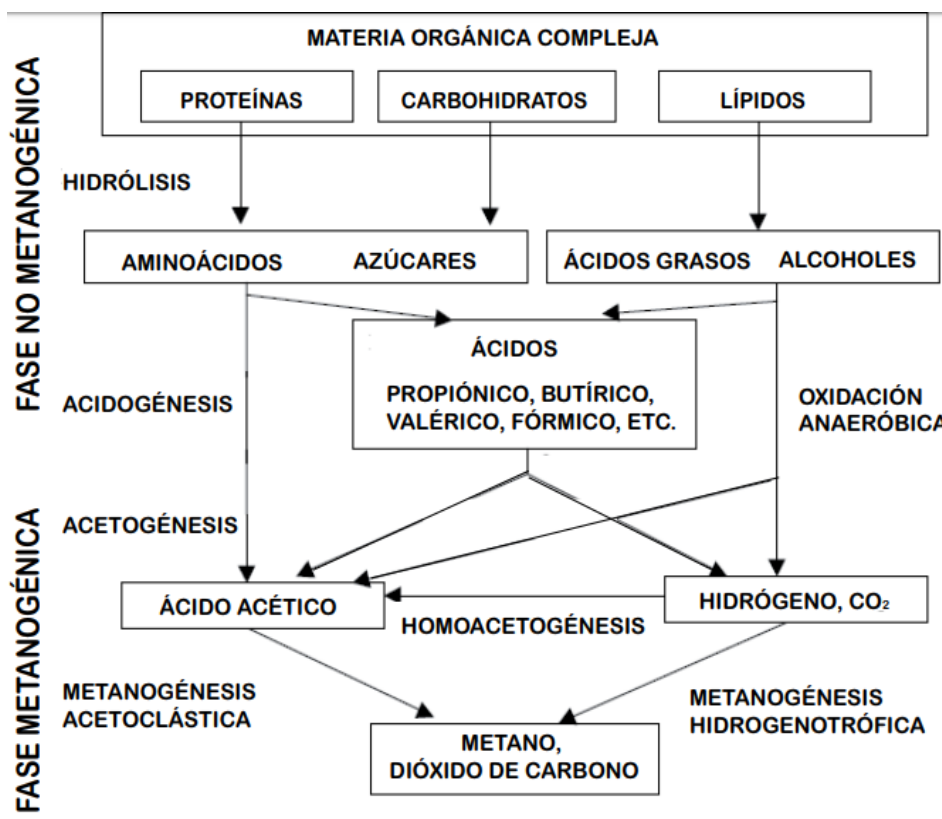 MATERIA ORGÁNICA COMPLEJA
PROTEÍNAS
CARBOHIDRATOS
LÍPIDOS
FASE NO METANOGÉNICA
HIDRÓLISIS
AMINOÁCIDOS
AZÚCARES
ÁCIDOS GRASOS
ALCOHOLES
ÁCIDOS
PROPIÓNICO, BUTÍRICO,
VALÉRICO, FÓRMICO, ETC.
ACIDOGÉNESIS
OXIDACIÓN
ANAERÓBICA
FASE METANOGÉNICA
ACETOGÉNESIS
ÁCIDO ACÉTICO
HIDRÓGENO, CO₂
HOMOACETOGÉNESIS
METANOGÉNESIS
ACETOCLÁSTICA
METANOGÉNESIS
HIDROGENOTRÓFICA
METANO,
DIÓXIDO DE CARBONO